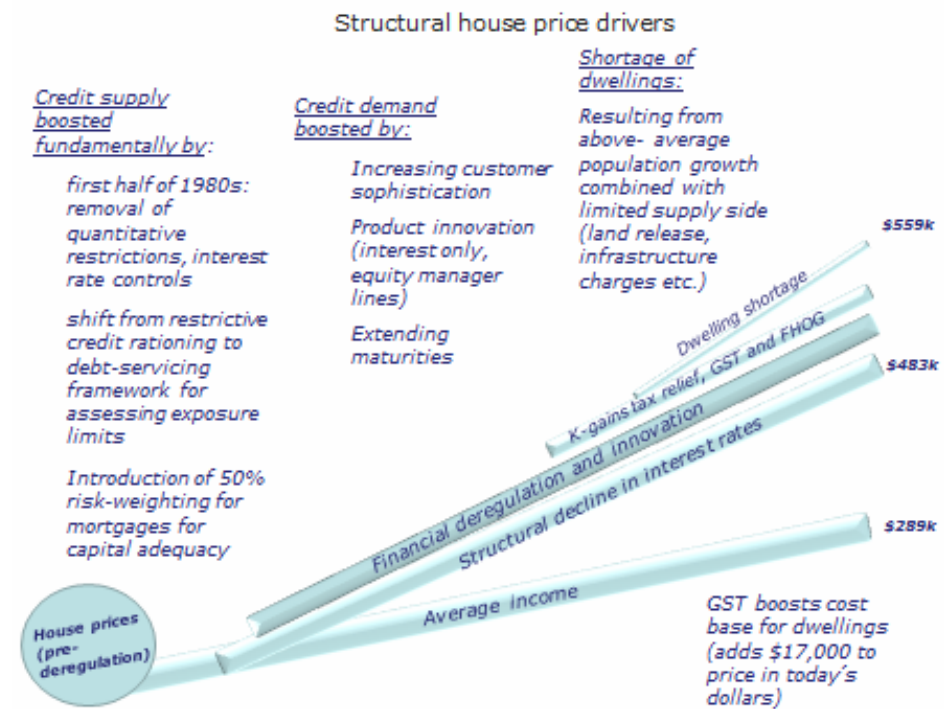 Structural house price drivers
Credit supply
boosted
fundamentally by:
first half of 1980s:
removal of
quantitative
restrictions, interest
rate controls
shift from restrictive
credit rationing to
debt-servicing
framework for
assessing exposure
limits
Introduction of 50%
risk-weighting for
mortgages for
capital adequacy
Credit demand
boosted by:
Increasing customer
sophistication
Product innovation
(interest only,
equity manager
lines)
Extending
maturities
Shortage of
dwellings:
Resulting from
above- average
population growth
combined with
limited supply side
(land release,
infrastructure
charges etc.)
$559k
Dwelling shortage
K-gains tax relief, GST and FHOG
$483k
Financial deregulation and innovation
Structural decline in interest rates
$289k
Average income
House prices
(pre-
deregulation)
GST boosts cost
base for dwellings
(adds $17,000 to
price in today's
dollars)